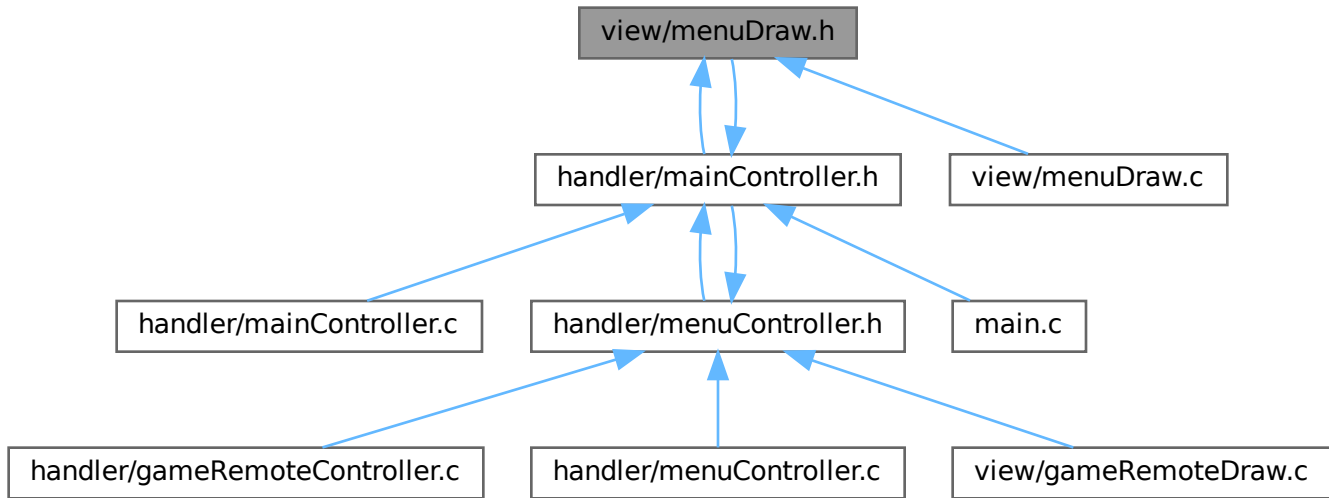 view/menuDraw.h
handler/mainController.h
view/menuDraw.c
handler/mainController.c
handler/menuController.h
main.c
handler/gameRemoteController.c
handler/menuController.c
view/gameRemoteDraw.c